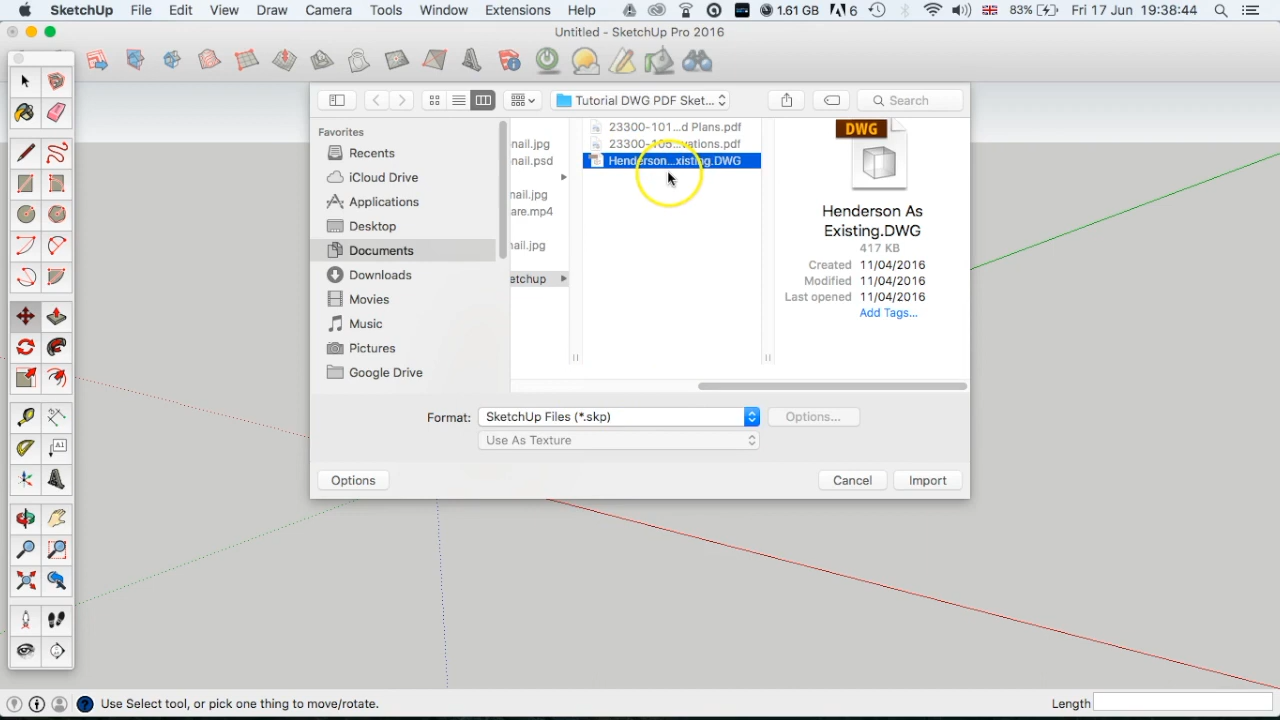 SketchUp File Edit View Draw Camera Tools Window Extensions Help 1.61 GB 6 83% Fri 17 Jun 19:38:44
Untitled - SketchUp Pro 2016
Tutorial DWG PDF Sket...
Search
Favorites
Recents
iCloud Drive
Applications
Desktop
Documents
Downloads
Movies
Music
Pictures
Google Drive
nail.jpg
nail.psd
nail.jpg
are.mp4
nail.jpg
etchup
23300-101...d Plans.pdf
23300-105...vations.pdf
Henderson...xisting.DWG
DWG
Henderson As
Existing.DWG
417 KB
Created 11/04/2016
Modified 11/04/2016
Last opened 11/04/2016
Add Tags...
Format: SketchUp Files (*.skp) Options...
Use As Texture
Options Cancel Import
A1
Use Select tool, or pick one thing to move/rotate.
Length